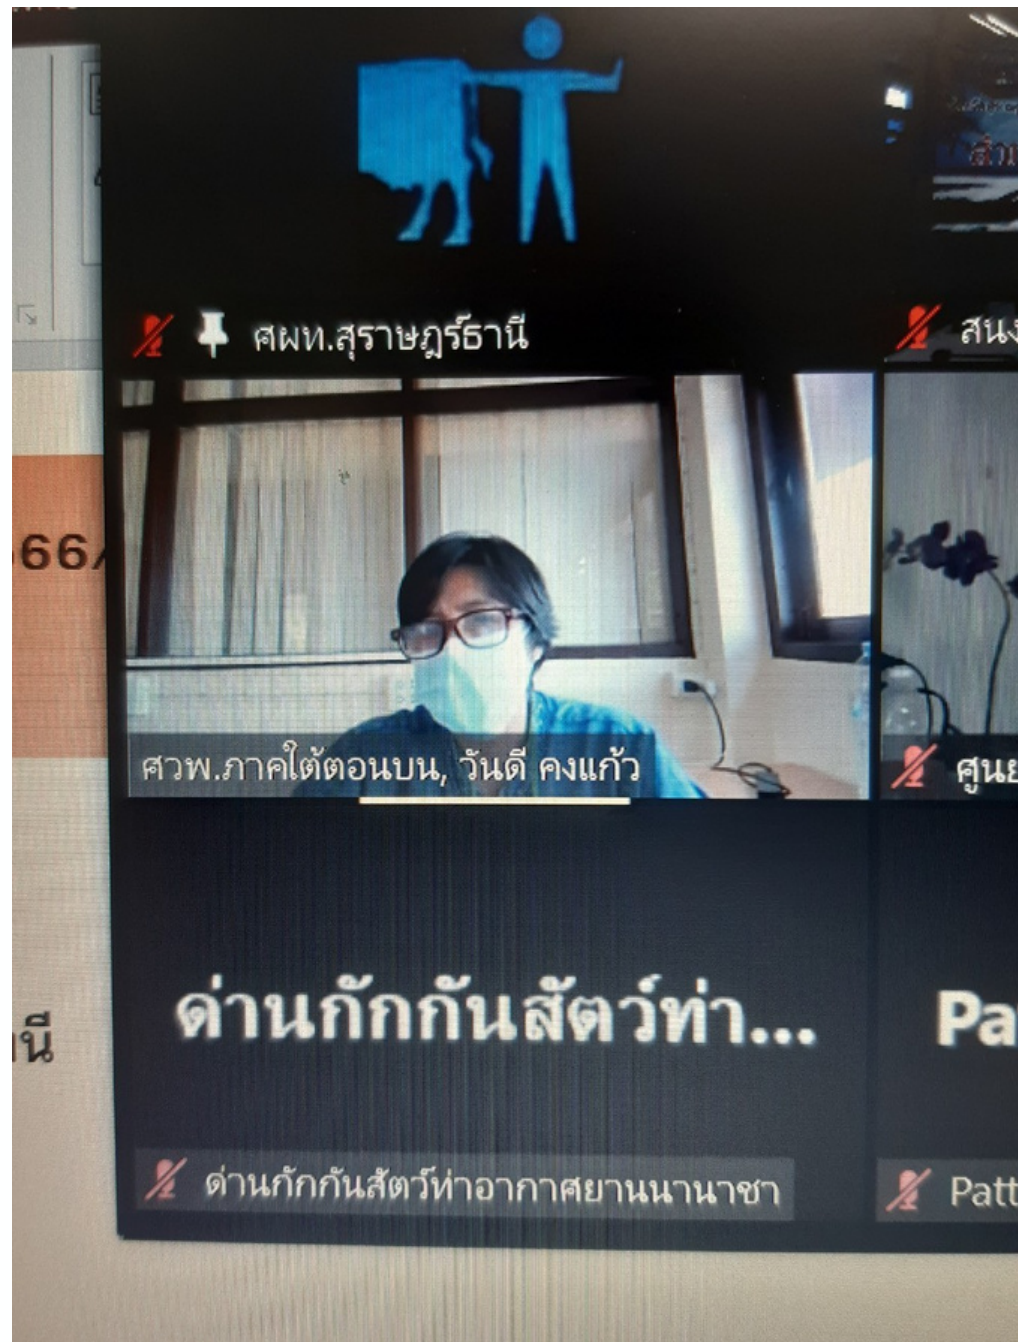 ศผท.สุราษฎร์ธานี
สนง
66/
ศวพ.ภาคใต้ตอนบน, วันดี คงแก้ว
ศูนย
ด่านกักกันสัตว์ท่า...
Pa
านี
ด่านกักกันสัตว์ท่าอากาศยานนานาชา
Patt